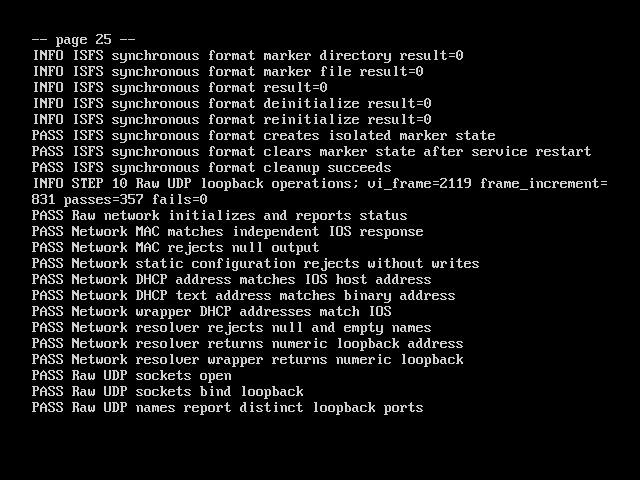 -- page 25 --
INFO ISFS synchronous format marker directory result=0
INFO ISFS synchronous format marker file result=0
INFO ISFS synchronous format result=0
INFO ISFS synchronous format deinitialize result=0
INFO ISFS synchronous format reinitialize result=0
PASS ISFS synchronous format creates isolated marker state
PASS ISFS synchronous format clears marker state after service restart
PASS ISFS synchronous format cleanup succeeds
INFO STEP 10 Raw UDP loopback operations; vi_frame=2119 frame_increment=
831 passes=357 fails=0
PASS Raw network initializes and reports status
PASS Network MAC matches independent IOS response
PASS Network MAC rejects null output
PASS Network static configuration rejects without writes
PASS Network DHCP address matches IOS host address
PASS Network DHCP text address matches binary address
PASS Network wrapper DHCP addresses match IOS
PASS Network resolver rejects null and empty names
PASS Network resolver returns numeric loopback address
PASS Network resolver wrapper returns numeric loopback
PASS Raw UDP sockets open
PASS Raw UDP sockets bind loopback
PASS Raw UDP names report distinct loopback ports